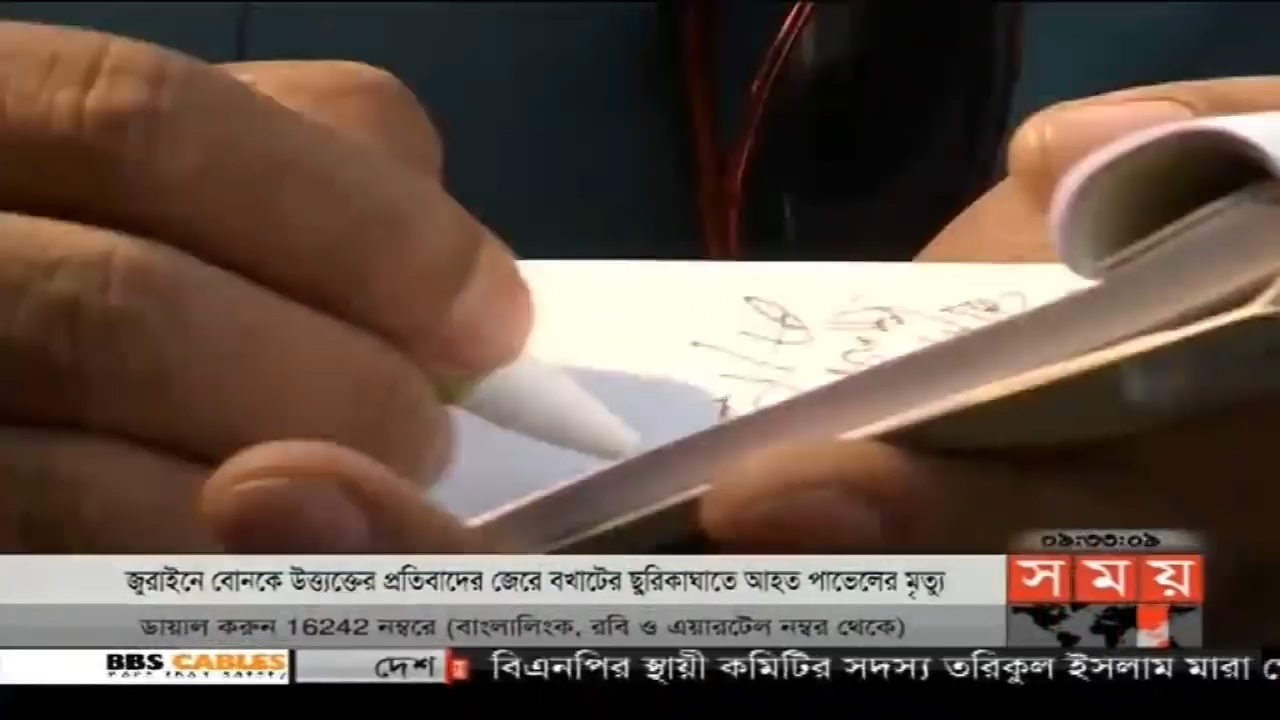 ০৯:৩৩:০৯
জুরাইনে বোনকে উত্ত্যক্তের প্রতিবাদের জেরে বখাটের ছুরিকাঘাতে আহত পাভেলের মৃত্যু
সময়
ডায়াল করুন 16242 নম্বরে (বাংলালিংক, রবি ও এয়ারটেল নম্বর থেকে)
BBS CABLES
দেশ বিএনপির স্থায়ী কমিটির সদস্য তরিকুল ইসলাম মারা